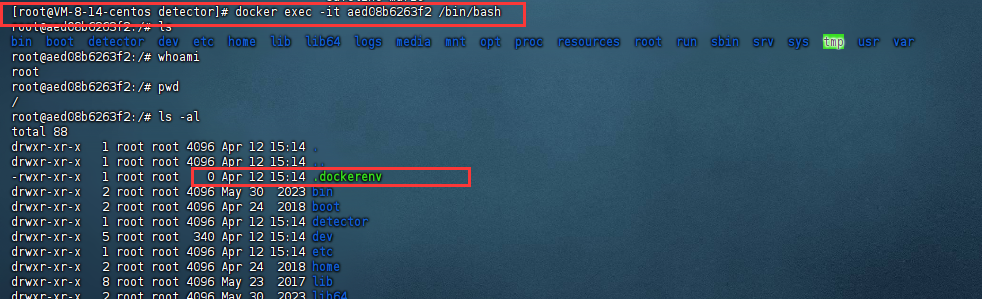 [root@VM-8-14-centos detector]# docker exec -it aed08b6263f2 /bin/bash
root@aed08b6263f2:/# ls
bin boot detector dev etc home lib lib64 logs media mnt opt proc resources root run sbin srv sys tmp usr var
root@aed08b6263f2:/# whoami
root
root@aed08b6263f2:/# pwd
/
root@aed08b6263f2:/# ls -al
total 88
drwxr-xr-x 1 root root 4096 Apr 12 15:14 .
drwxr-xr-x 1 root root 4096 Apr 12 15:14 ..
-rwxr-xr-x 1 root root 0 Apr 12 15:14 .dockerenv
drwxr-xr-x 2 root root 4096 May 30 2023 bin
drwxr-xr-x 2 root root 4096 Apr 24 2018 boot
drwxr-xr-x 1 root root 4096 Apr 12 15:14 detector
drwxr-xr-x 5 root root 340 Apr 12 15:14 dev
drwxr-xr-x 1 root root 4096 Apr 12 15:14 etc
drwxr-xr-x 2 root root 4096 Apr 24 2018 home
drwxr-xr-x 8 root root 4096 May 23 2017 lib
drwxr-xr-x 2 root root 4096 May 30 2023 lib64